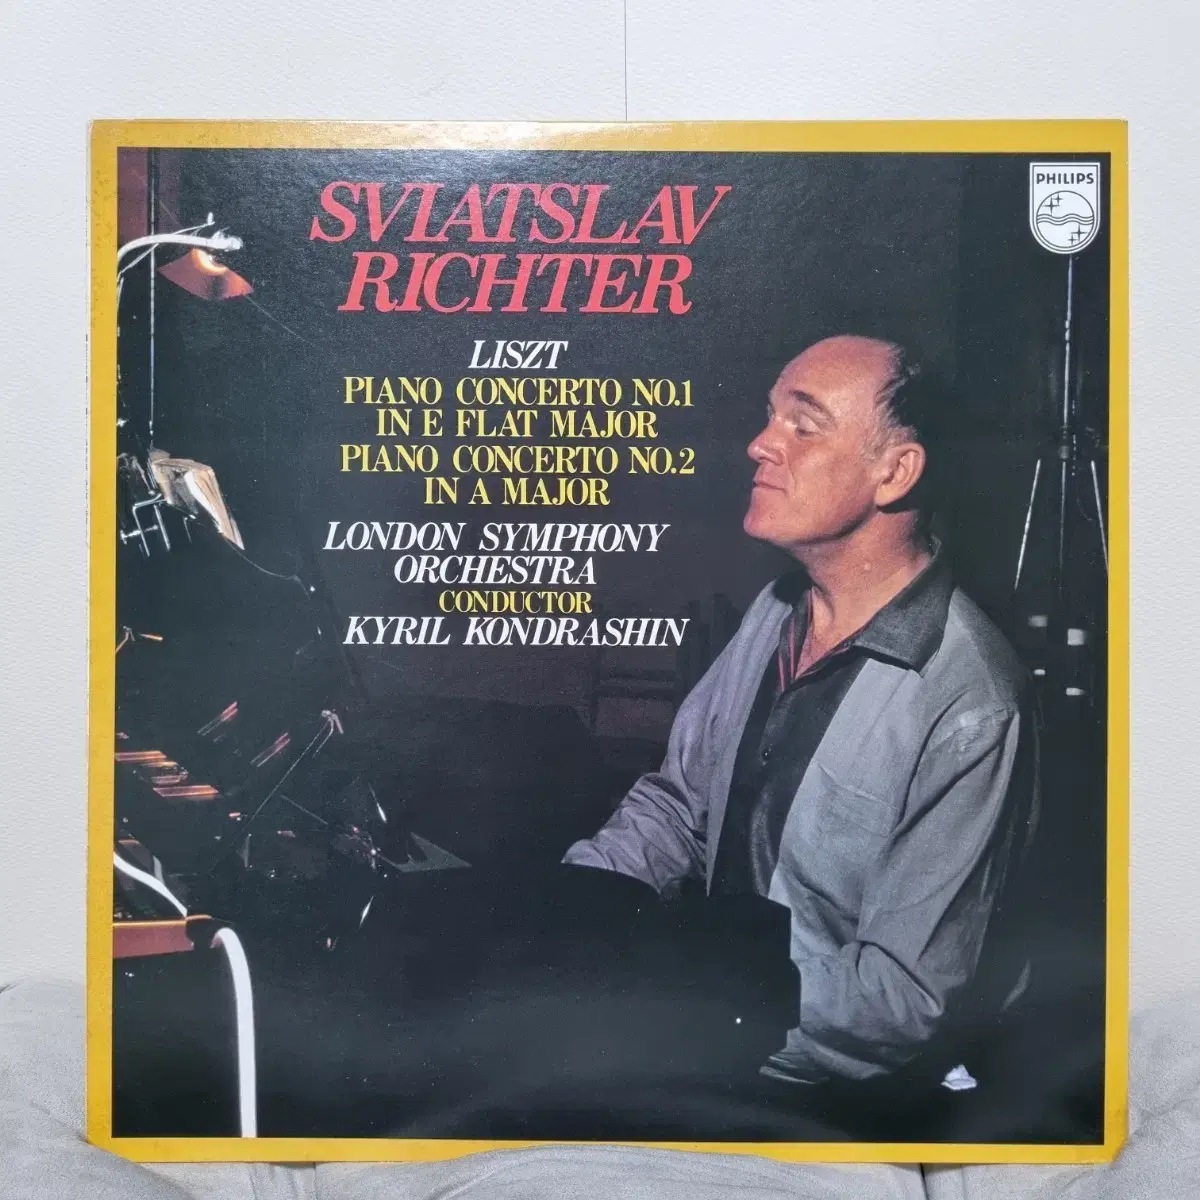 PHILIPS
SVIATSLAV
RICHTER
LISZT
PIANO CONCERTO NO.1
IN E FLAT MAJOR
PIANO CONCERTO NO.2
IN A MAJOR
LONDON SYMPHONY
ORCHESTRA
CONDUCTOR
KYRIL KONDRASHIN